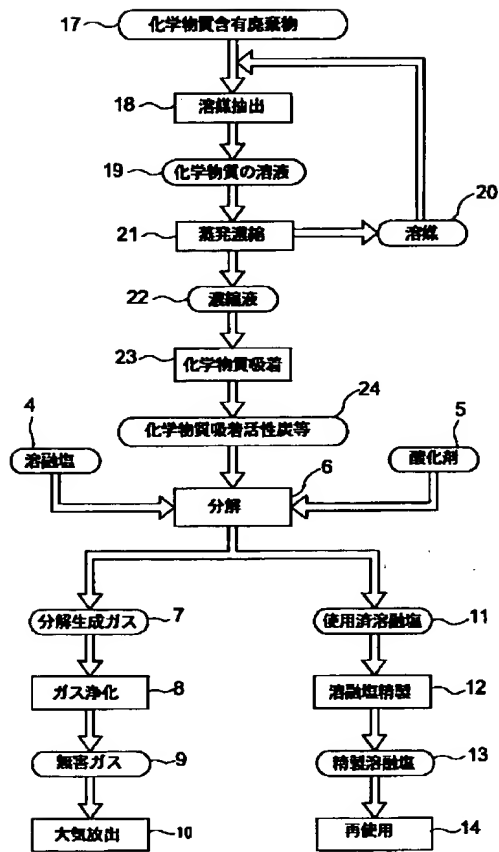 17 化学物質含有廃棄物
18 溶媒抽出
19 化学物質の溶液
20
21 蒸発濃縮
溶媒
22 濃縮液
23 化学物質吸着
24
化学物質吸着活性炭等
4
溶融塩
5
酸化剤
6
分解
分解生成ガス 7
使用済溶融塩 11
ガス浄化 8
溶融塩精製 12
無害ガス 9
精製溶融塩 13
大気放出 10
再使用 14